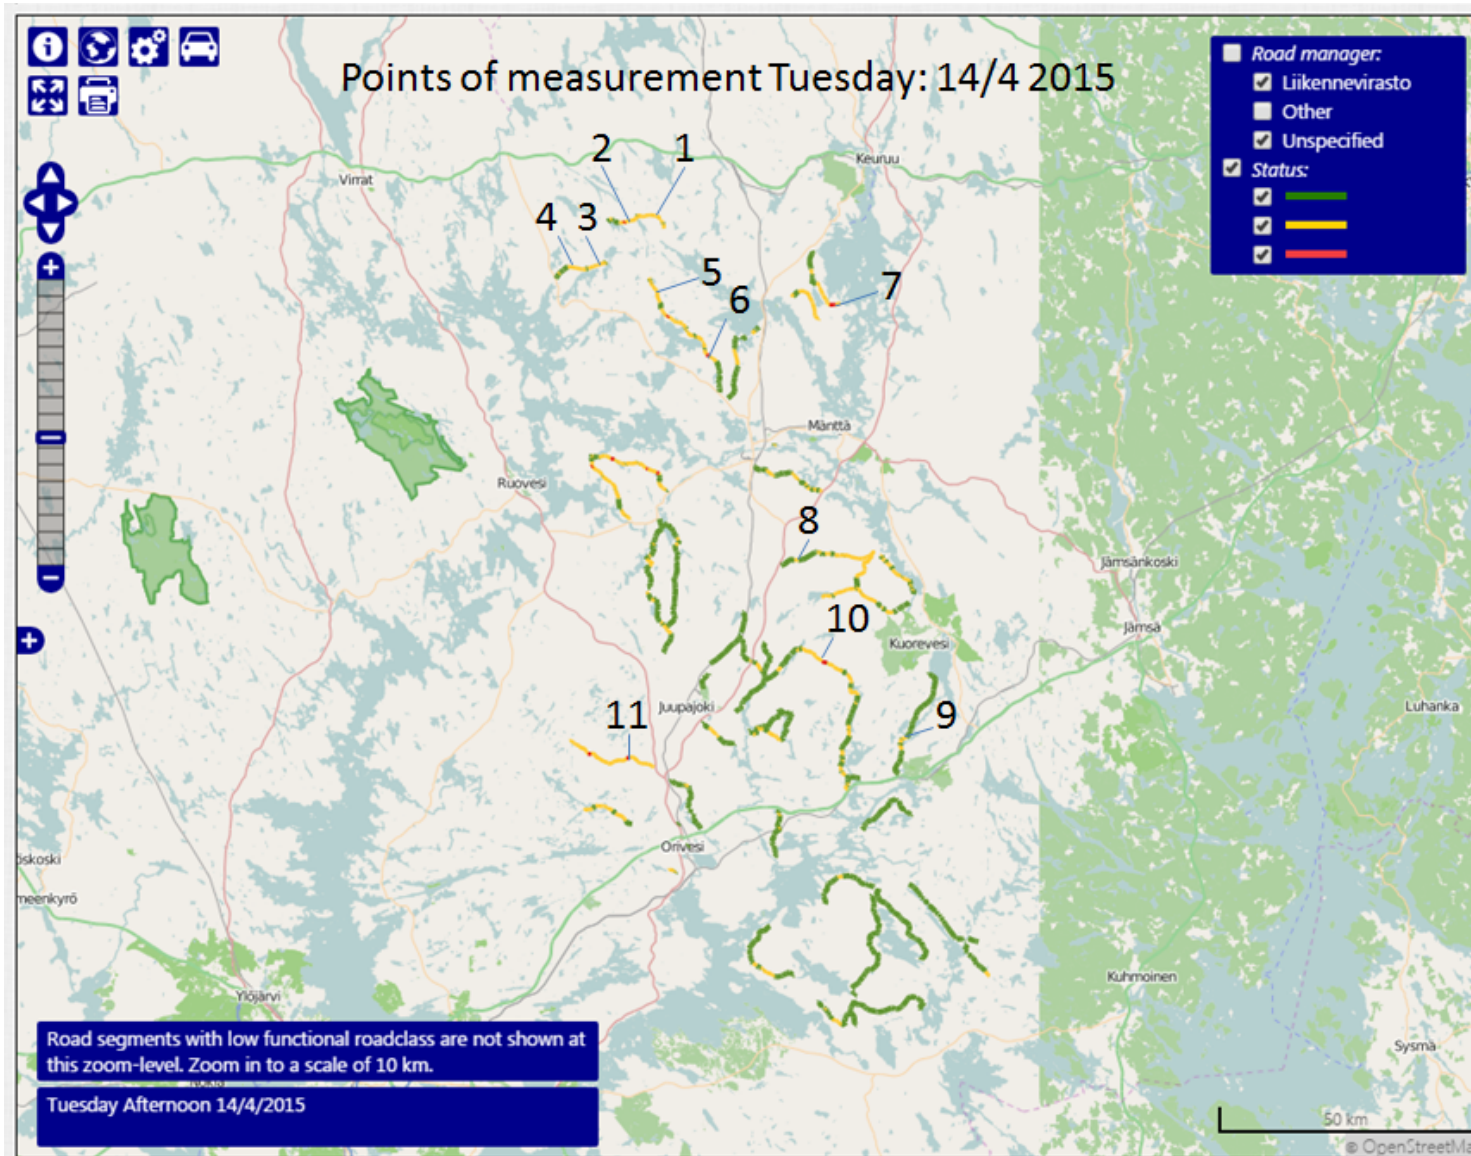 Points of measurement Tuesday: 14/4 2015
Road manager:
Liikennevirasto
Other
Unspecified
Status:
Virrat
Keuruu
2
1
4
3
5
6
7
Mänttä
Ruovesi
8
Jämsänkoski
10
Jämsä
Kuorevesi
Juupajoki
11
9
Luhanka
Orivesi
öskoski
meenkyrö
Ylöjärvi
Kuhmoinen
Sysmä
Road segments with low functional roadclass are not shown at
this zoom-level. Zoom in to a scale of 10 km.
Tuesday Afternoon 14/4/2015
50 km
© OpenStreetMa